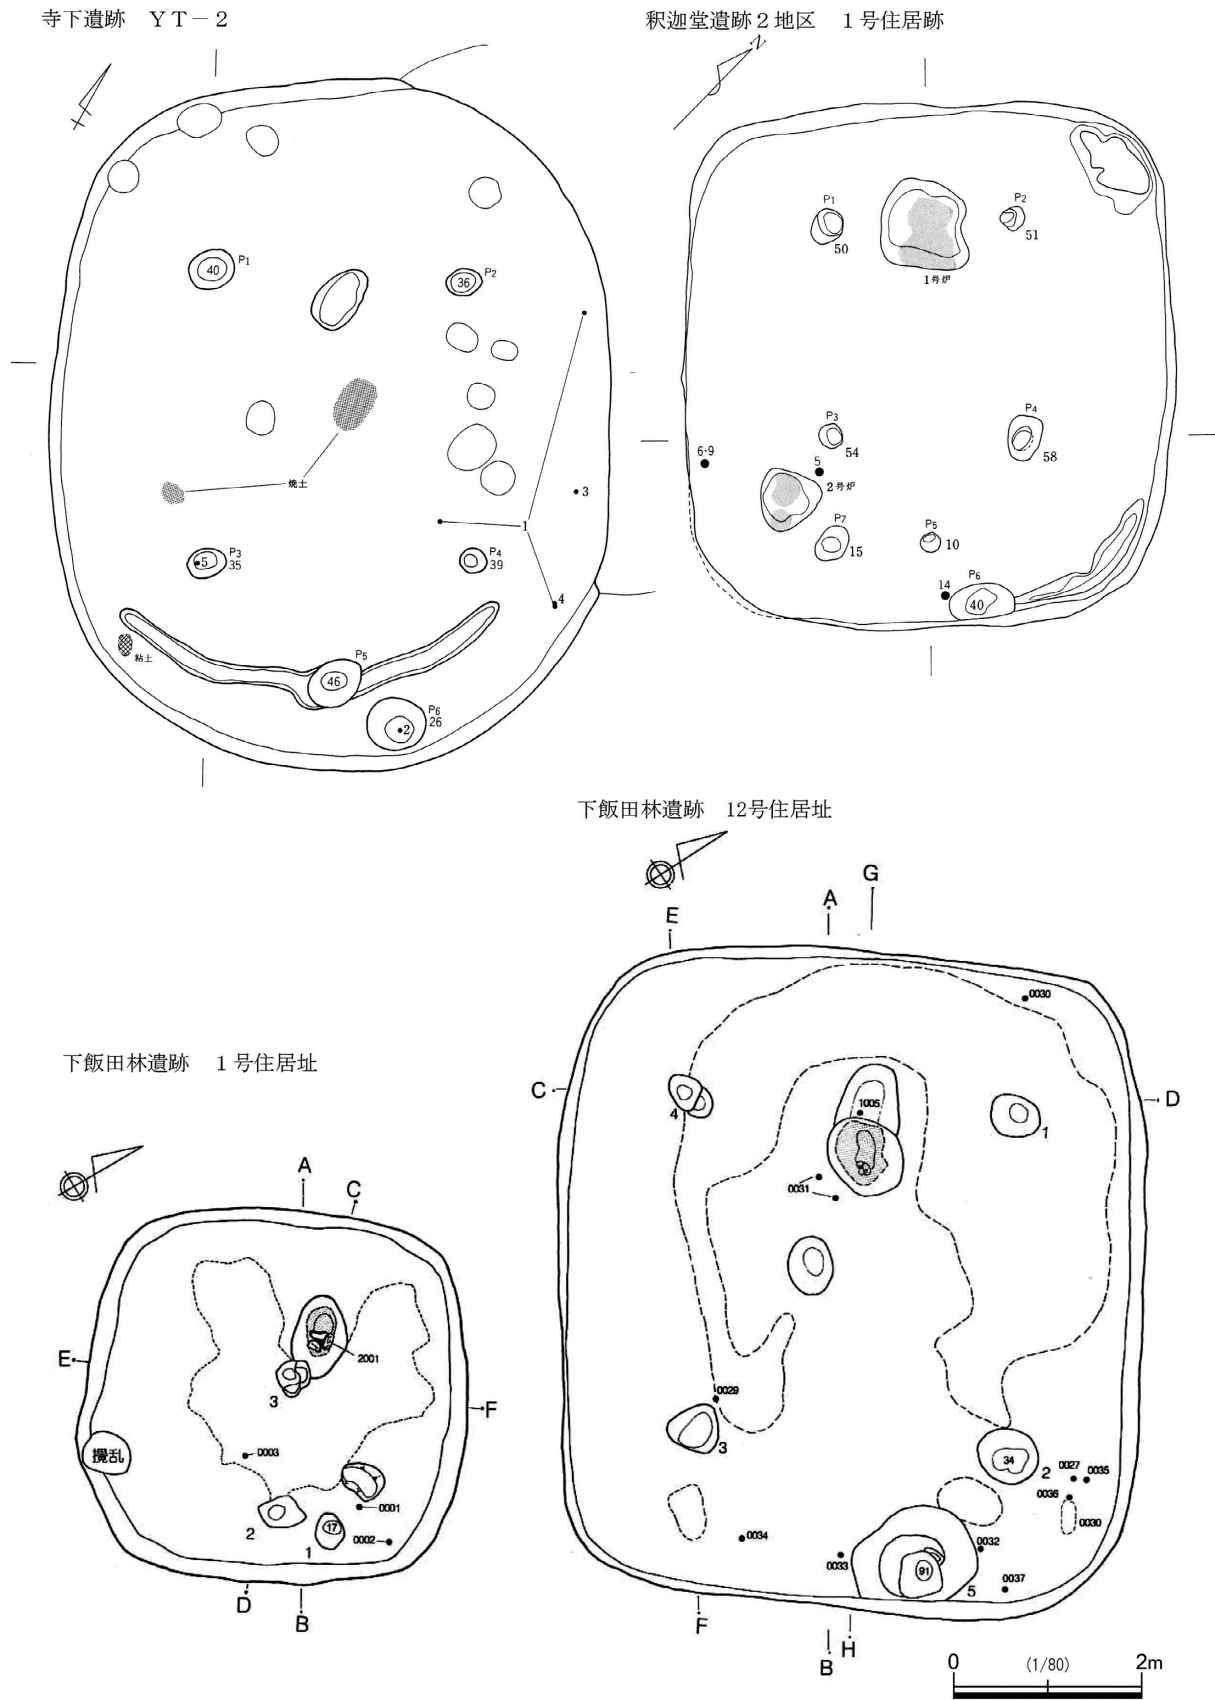 寺下遺跡　ＹＴ－２
40
P1
36
P2
焼土
3
1
5
P3
35
P4
39
4
粘土
P5
46
P6
26
2
釈迦堂遺跡２地区　１号住居跡
N
P1
50
P2
51
1号炉
P3
54
P4
58
6·9
5
2号炉
P7
15
P5
10
P6
14
40
下飯田林遺跡　12号住居址
G
A
E
0030
C
D
4
1005
1
0031
0029
3
34
2
0027
0035
0036
0030
0034
0033
0032
91
5
0037
F
H
B
下飯田林遺跡　１号住居址
A
C
E
2001
3
F
攪乱
0003
0001
2
17
1
0002
D
B
0
(1/80)
2m